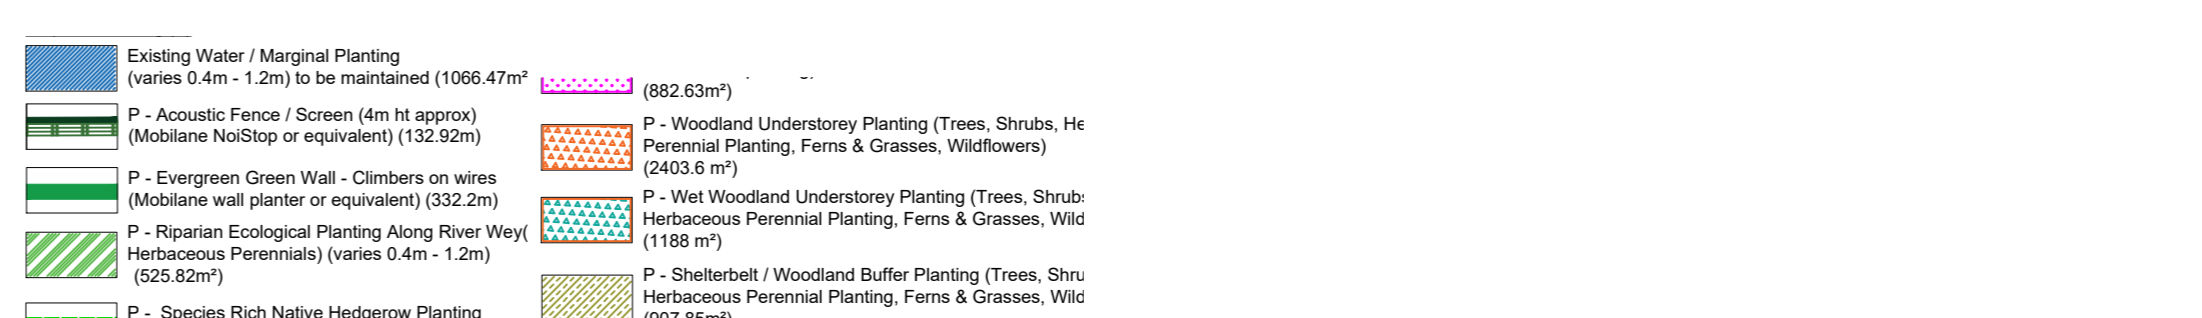 Existing Water / Marginal Planting
(varies 0.4m - 1.2m) to be maintained (1066.47m²
P - Acoustic Fence / Screen (4m ht approx)
(Mobilane NoiStop or equivalent) (132.92m)
P - Evergreen Green Wall - Climbers on wires
(Mobilane wall planter or equivalent) (332.2m)
P - Riparian Ecological Planting Along River Wey(
Herbaceous Perennials) (varies 0.4m - 1.2m)
(525.82m²)
P - Species Rich Native Hedgerow Planting
(882.63m²)
P - Woodland Understorey Planting (Trees, Shrubs, He
Perennial Planting, Ferns & Grasses, Wildflowers)
(2403.6 m²)
P - Wet Woodland Understorey Planting (Trees, Shrubs
Herbaceous Perennial Planting, Ferns & Grasses, Wild
(1188 m²)
P - Shelterbelt / Woodland Buffer Planting (Trees, Shru
Herbaceous Perennial Planting, Ferns & Grasses, Wild
(907.85m²)